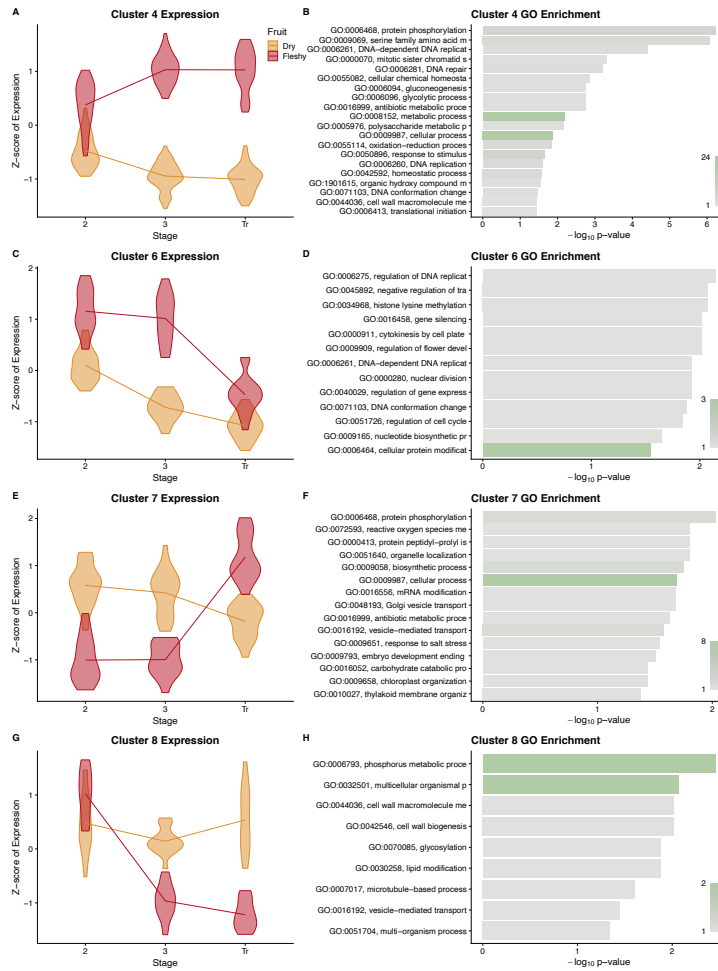 A
Cluster 4 Expression
Z-score of Expression
1
0
−1
2
3
Tr
Stage
Fruit
Dry
Fleshy
B
Cluster 4 GO Enrichment
GO:0006468, protein phosphorylation
GO:0009069, serine family amino acid m
GO:0006261, DNA-dependent DNA replicat
GO:0000070, mitotic sister chromatid s
GO:0006281, DNA repair
GO:0055082, cellular chemical homeosta
GO:0006094, gluconeogenesis
GO:0006096, glycolytic process
GO:0016999, antibiotic metabolic proce
GO:0008152, metabolic process
GO:0005976, polysaccharide metabolic p
GO:0009987, cellular process
GO:0055114, oxidation-reduction proces
GO:0050896, response to stimulus
GO:0006260, DNA replication
GO:0042592, homeostatic process
GO:1901615, organic hydroxy compound m
GO:0071103, DNA conformation change
GO:0044036, cell wall macromolecule me
GO:0006413, translational initiation
0 1 2 3 4 5 6
−log10 p-value
24
1
C
Cluster 6 Expression
Z-score of Expression
2
1
0
−1
2
3
Tr
Stage
D
Cluster 6 GO Enrichment
GO:0006275, regulation of DNA replicat
GO:0045892, negative regulation of tra
GO:0034968, histone lysine methylation
GO:0016458, gene silencing
GO:0000911, cytokinesis by cell plate
GO:0009909, regulation of flower devel
GO:0006261, DNA-dependent DNA replicat
GO:0000280, nuclear division
GO:0040029, regulation of gene express
GO:0071103, DNA conformation change
GO:0051726, regulation of cell cycle
GO:0009165, nucleotide biosynthetic pr
GO:0006464, cellular protein modificat
0 1 2
−log10 p-value
3
1
E
Cluster 7 Expression
Z-score of Expression
2
1
0
−1
2
3
Tr
Stage
F
Cluster 7 GO Enrichment
GO:0006468, protein phosphorylation
GO:0072593, reactive oxygen species me
GO:0000413, protein peptidyl-prolyl is
GO:0051640, organelle localization
GO:0009058, biosynthetic process
GO:0009987, cellular process
GO:0016556, mRNA modification
GO:0048193, Golgi vesicle transport
GO:0016999, antibiotic metabolic proce
GO:0016192, vesicle-mediated transport
GO:0009651, response to salt stress
GO:0009793, embryo development ending
GO:0016052, carbohydrate catabolic pro
GO:0009658, chloroplast organization
GO:0010027, thylakoid membrane organiz
0 1 2
−log10 p-value
8
1
G
Cluster 8 Expression
Z-score of Expression
1
0
−1
2
3
Tr
Stage
H
Cluster 8 GO Enrichment
GO:0006793, phosphorus metabolic proce
GO:0032501, multicellular organismal p
GO:0044036, cell wall macromolecule me
GO:0042546, cell wall biogenesis
GO:0070085, glycosylation
GO:0030258, lipid modification
GO:0007017, microtubule-based process
GO:0016192, vesicle-mediated transport
GO:0051704, multi-organism process
0 1 2
−log10 p-value
2
1